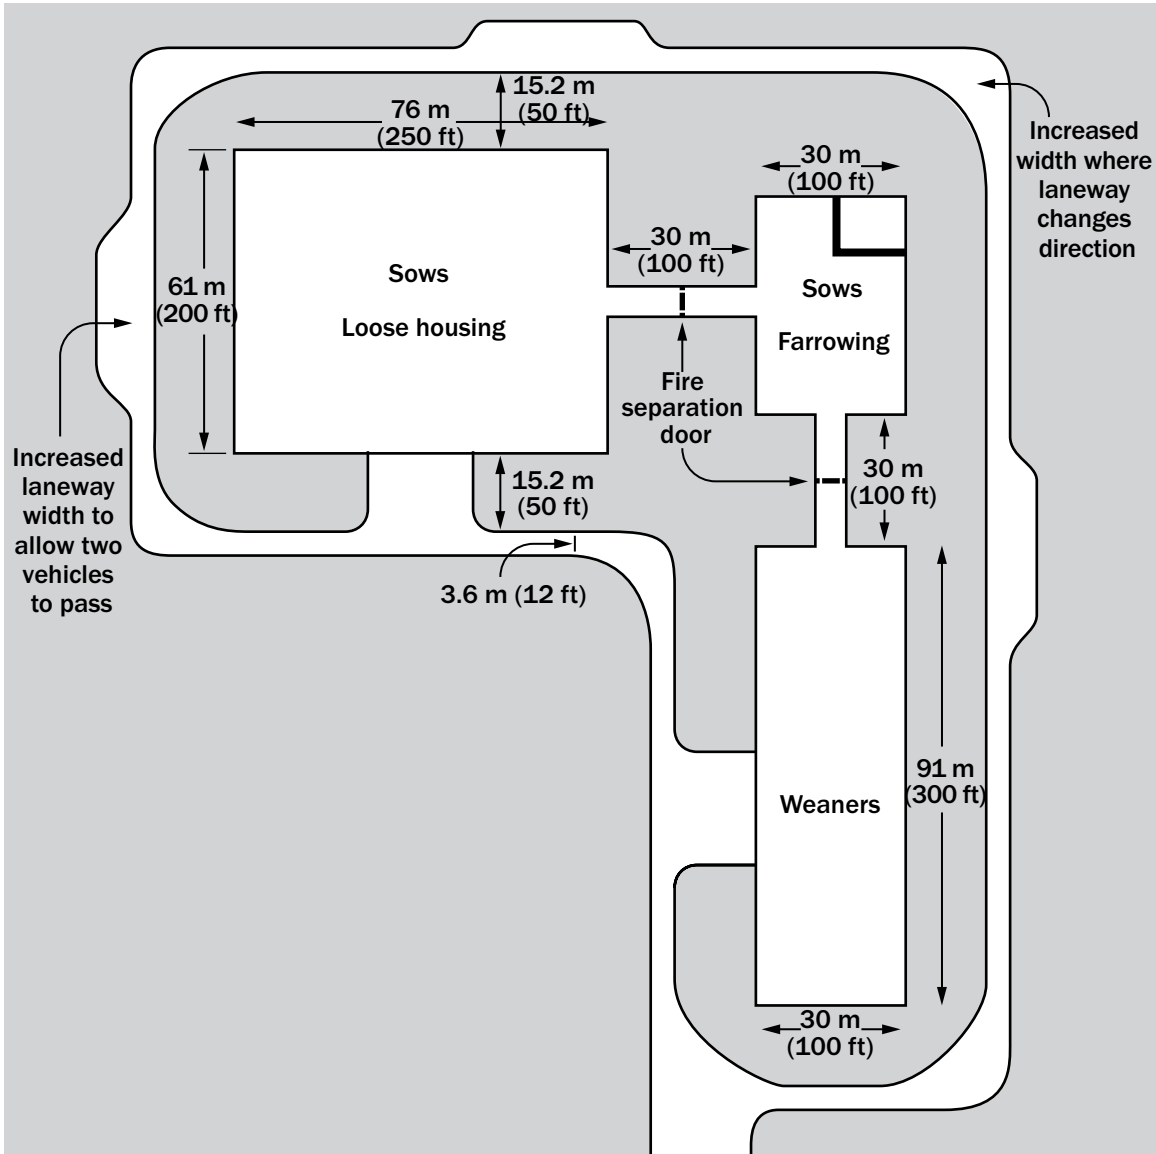 15.2 m
(50 ft)
76 m
(250 ft)
Increased
width where
laneway
changes
direction
30 m
(100 ft)
30 m
(100 ft)
61 m
(200 ft)
Sows
Loose housing
Sows
Farrowing
Fire
separation
door
Increased
laneway
width to
allow two
vehicles
to pass
15.2 m
(50 ft)
30 m
(100 ft)
3.6 m (12 ft)
91 m
(300 ft)
Weaners
30 m
(100 ft)